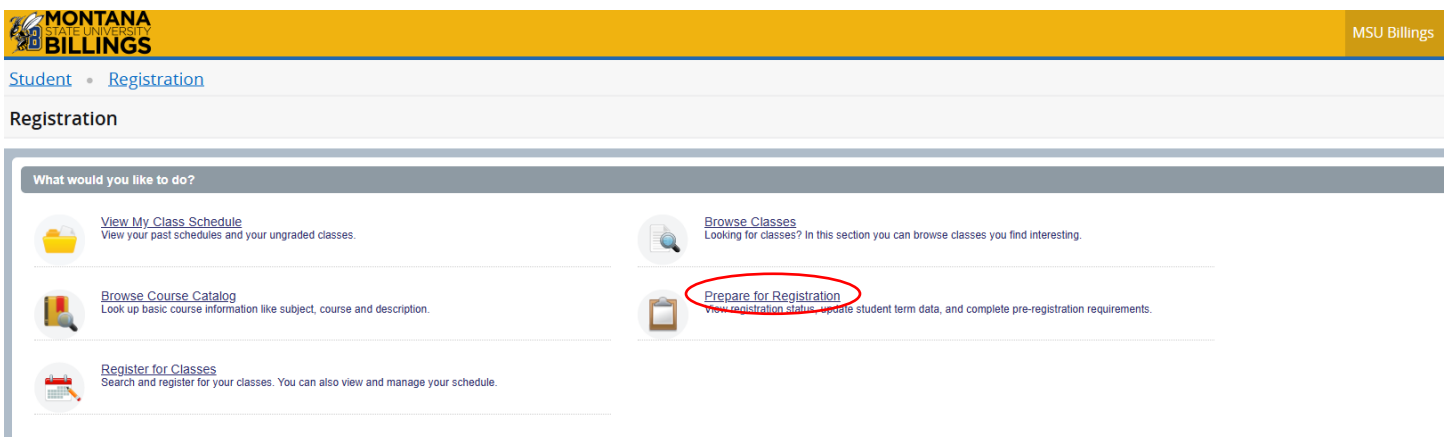 MONTANA
STATE UNIVERSITY
BILLINGS
MSU Billings
Student • Registration
Registration
What would you like to do?
View My Class Schedule
View your past schedules and your ungraded classes.
Browse Classes
Looking for classes? In this section you can browse classes you find interesting.
Browse Course Catalog
Look up basic course information like subject, course and description.
Prepare for Registration
View registration status, update student term data, and complete pre-registration requirements.
Register for Classes
Search and register for your classes. You can also view and manage your schedule.